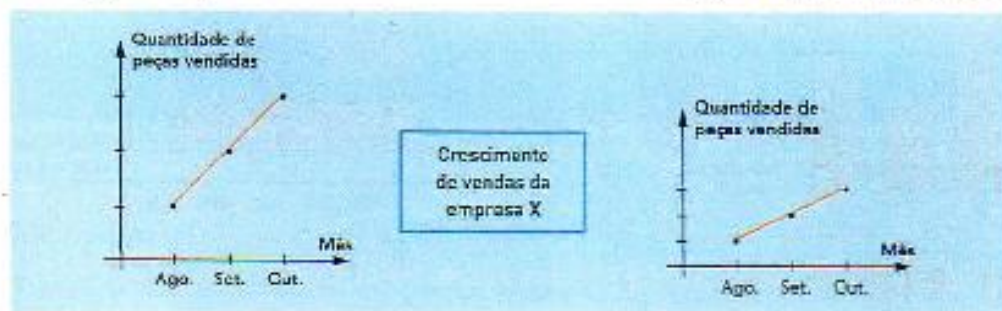 Quantidade de
peças vendidas
Mês
Ago. Set. Out.
Crescimento
de vendas da
empresa X
Quantidade de
peças vendidas
Mês
Ago. Set. Out.